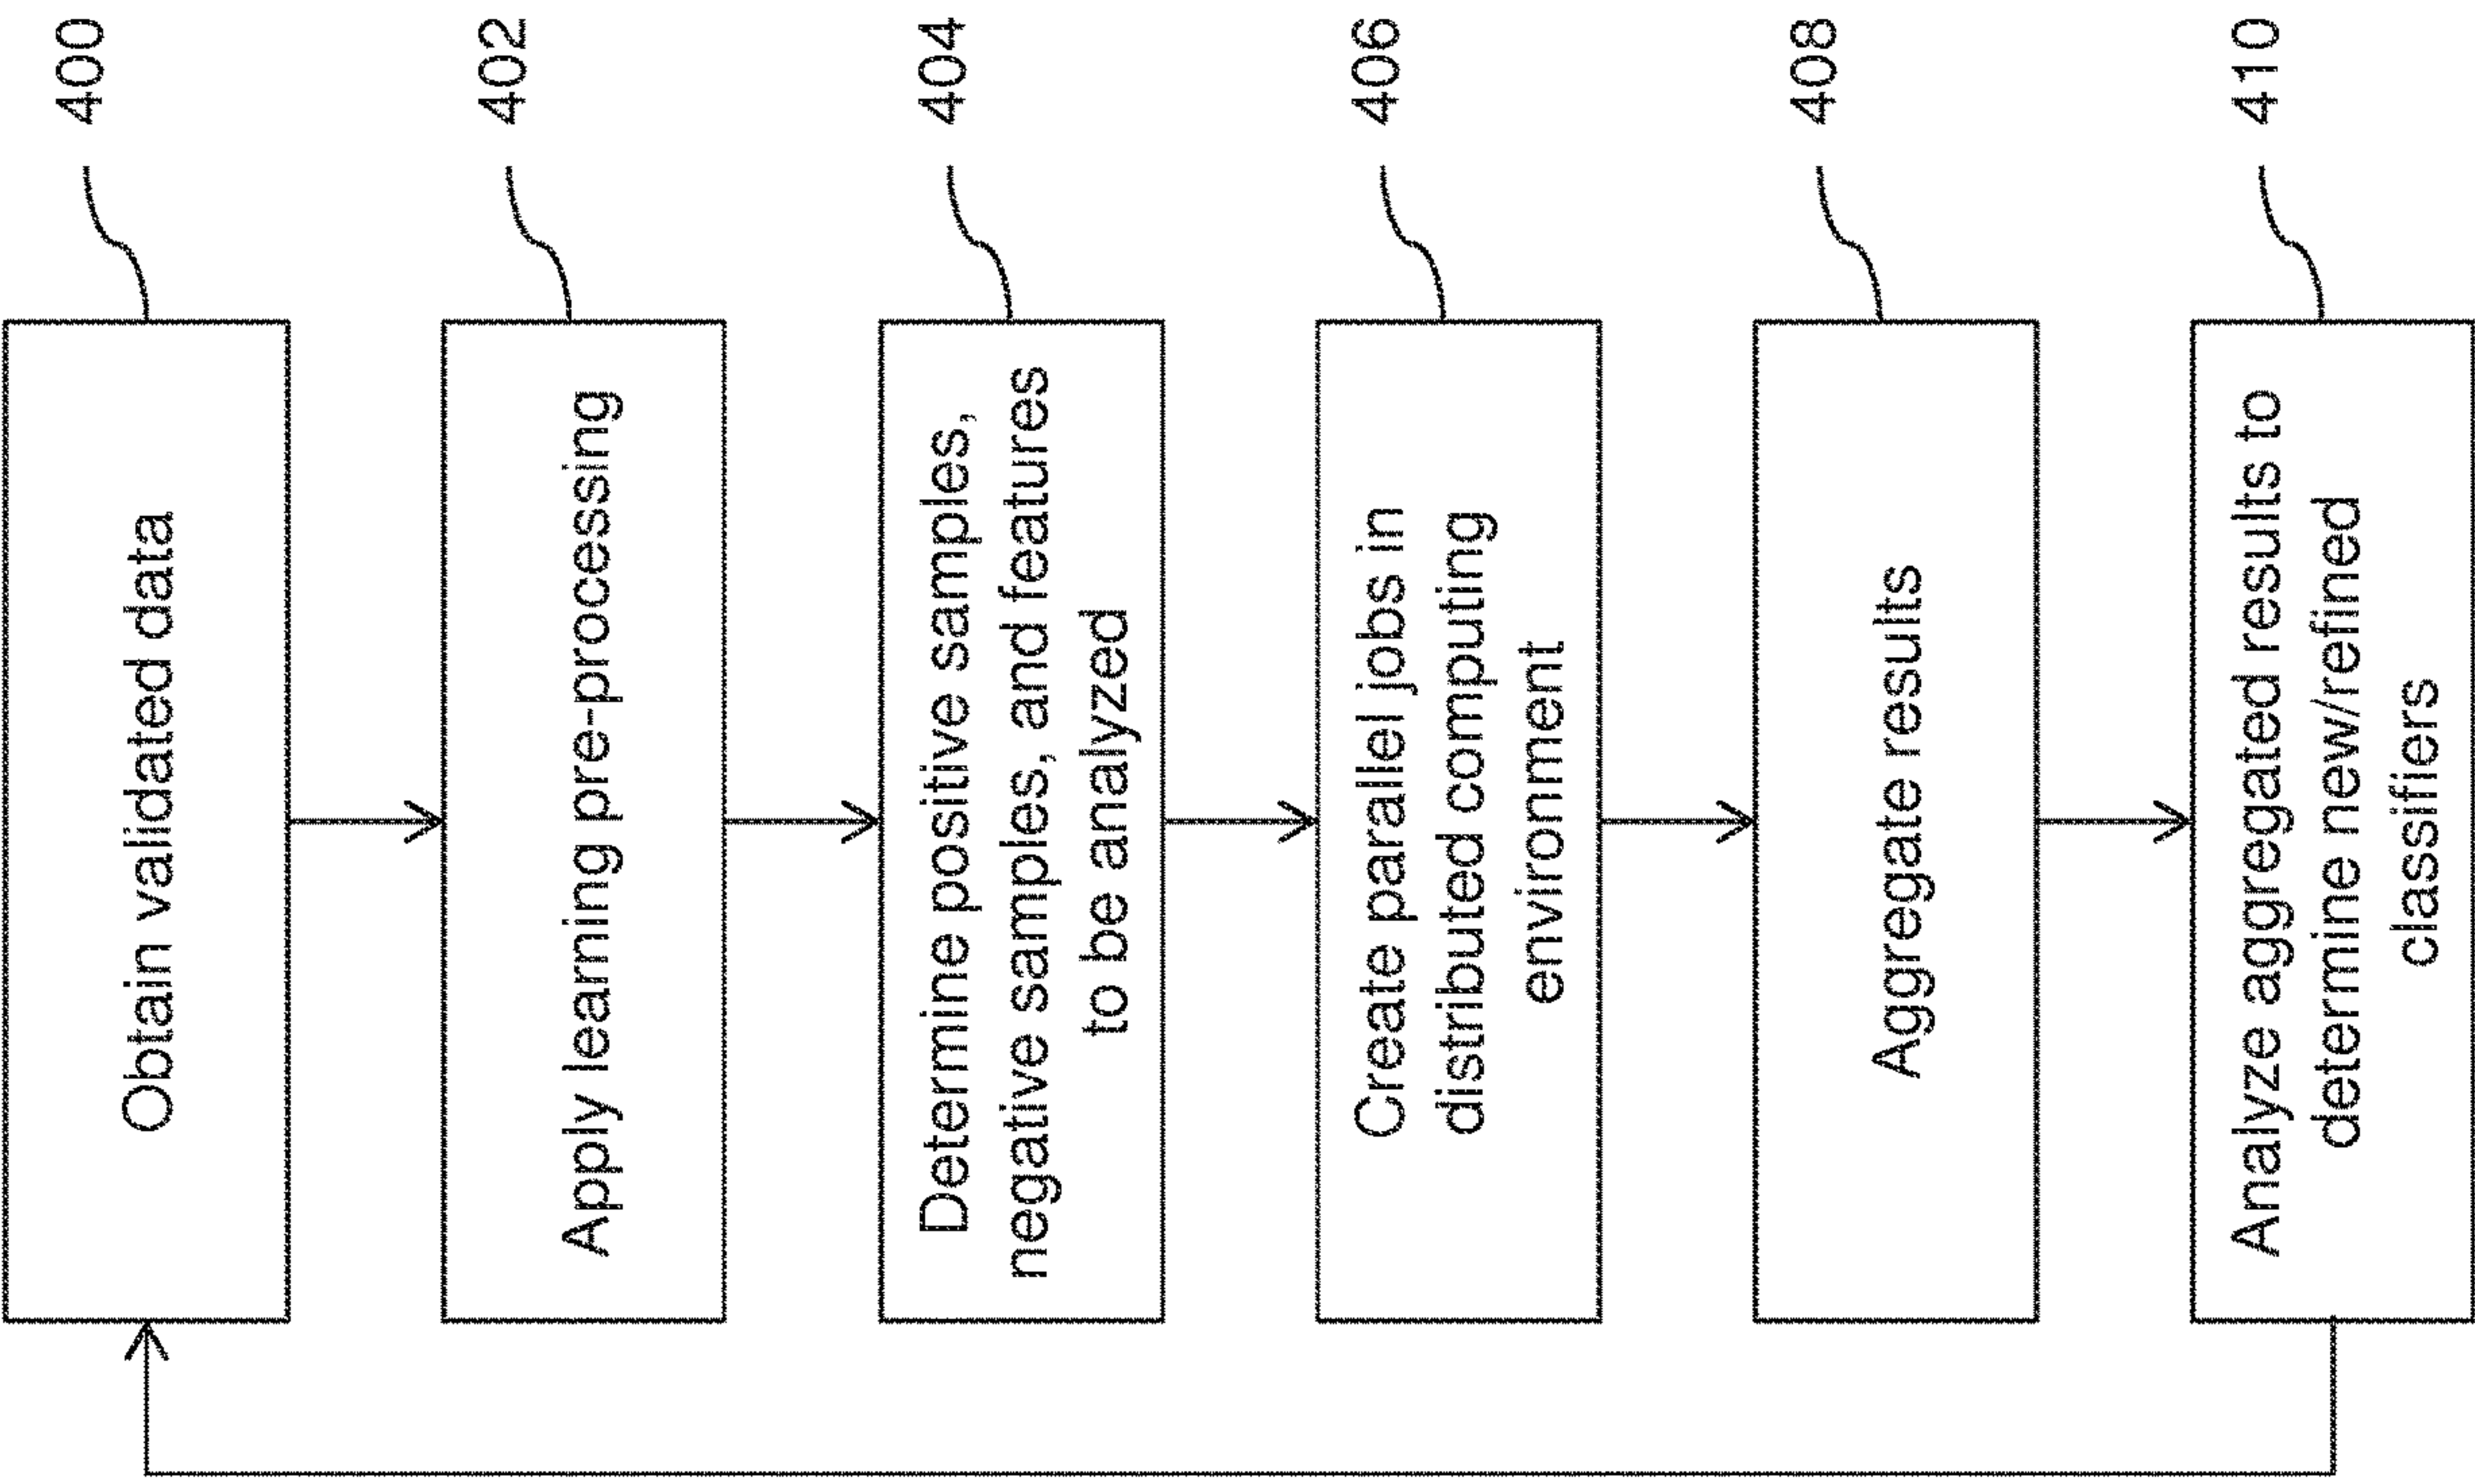 Obtain validated data
400
Apply learning pre-processing
402
Determine positive samples,
negative samples, and features
to be analyzed
404
Create parallel jobs in
distributed computing
environment
406
Aggregate results
408
Analyze aggregated results to
determine new/refined
classifiers
410